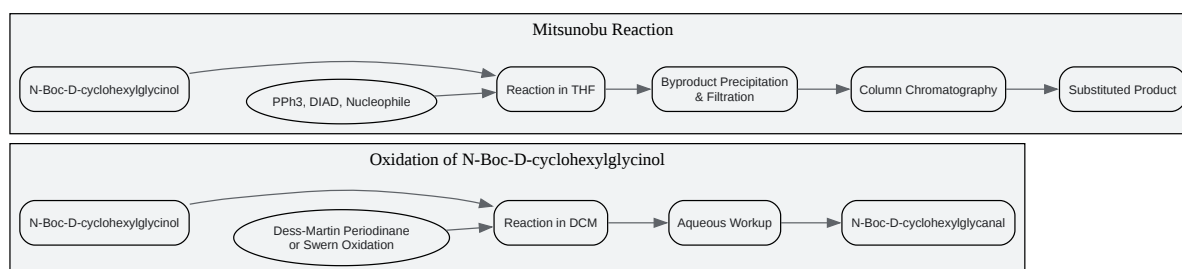 Mitsunobu Reaction
N-Boc-D-cyclohexylglycinol
PPh3, DIAD, Nucleophile
Reaction in THF
Byproduct Precipitation
& Filtration
Column Chromatography
Substituted Product
Oxidation of N-Boc-D-cyclohexylglycinol
N-Boc-D-cyclohexylglycinol
Dess-Martin Periodinane
or Swern Oxidation
Reaction in DCM
Aqueous Workup
N-Boc-D-cyclohexylglycanal